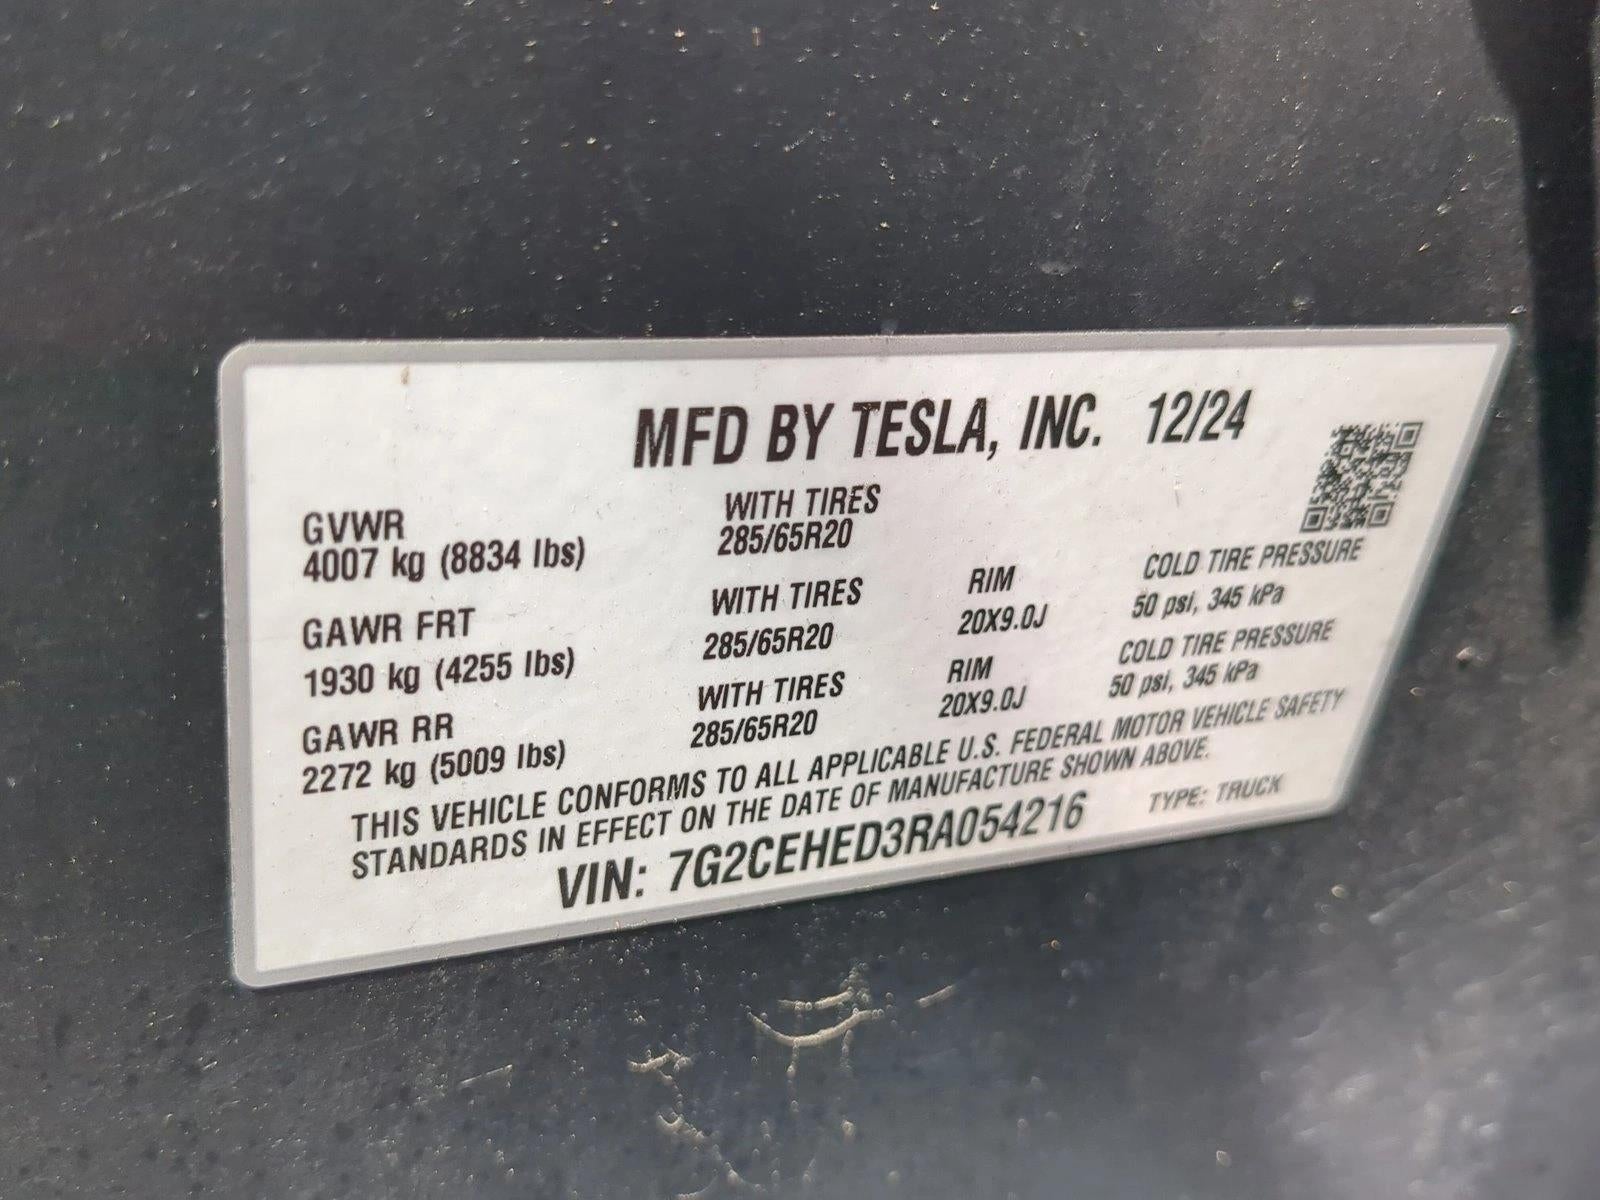 MFD BY TESLA, INC. 12/24
GVWR
4007 kg (8834 lbs)
WITH TIRES
285/65R20
GAWR FRT
1930 kg (4255 lbs)
WITH TIRES
285/65R20
RIM
20X9.0J
COLD TIRE PRESSURE
50 psi, 345 kPa
GAWR RR
2272 kg (5009 lbs)
WITH TIRES
285/65R20
RIM
20X9.0J
COLD TIRE PRESSURE
50 psi, 345 kPa
THIS VEHICLE CONFORMS TO ALL APPLICABLE U.S. FEDERAL MOTOR VEHICLE SAFETY
STANDARDS IN EFFECT ON THE DATE OF MANUFACTURE SHOWN ABOVE.
VIN: 7G2CEHED3RA054216
TYPE: TRUCK